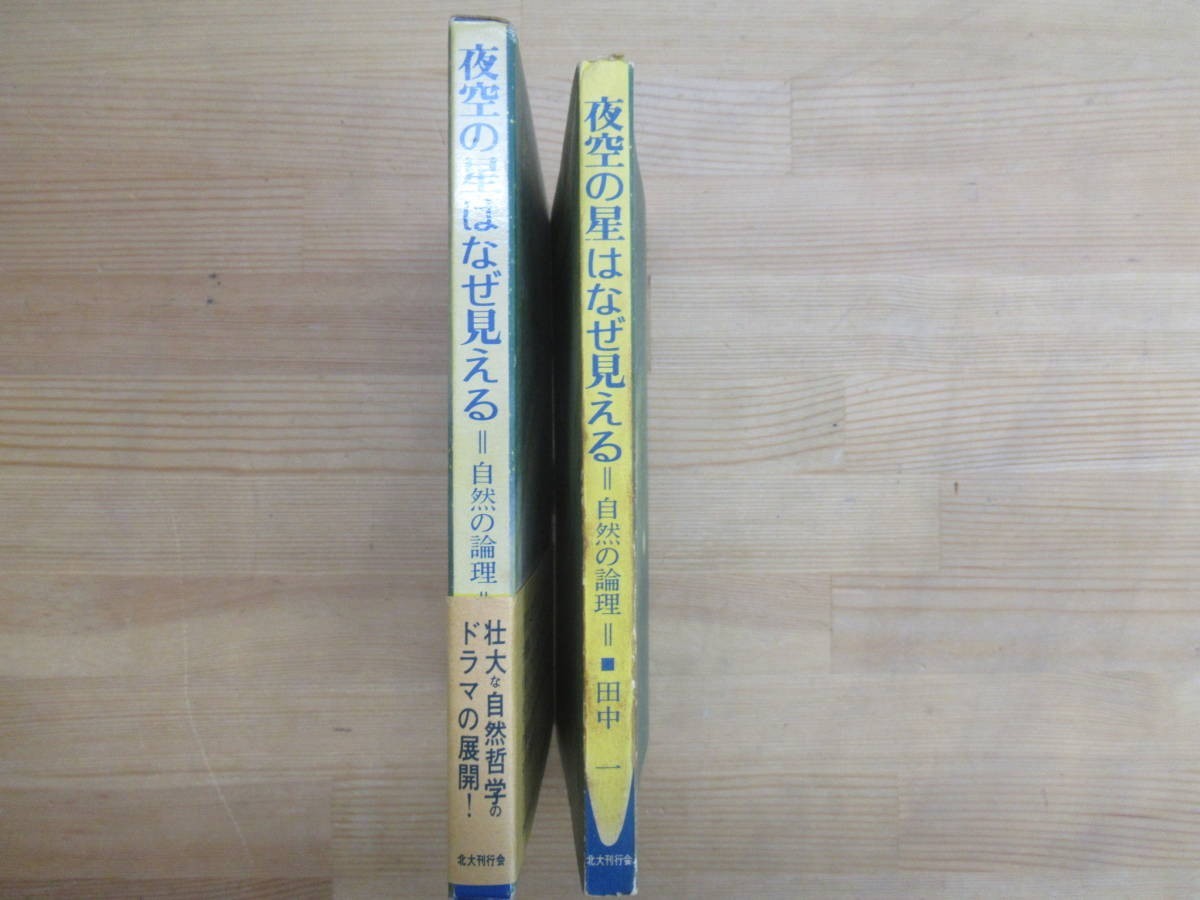 夜空の星はなぜ見える
=自然の論理=
壮大な自然哲学の
ドラマの展開!
北大刊行会
夜空の星はなぜ見える
=自然の論理=
■田中 一
北大刊行会